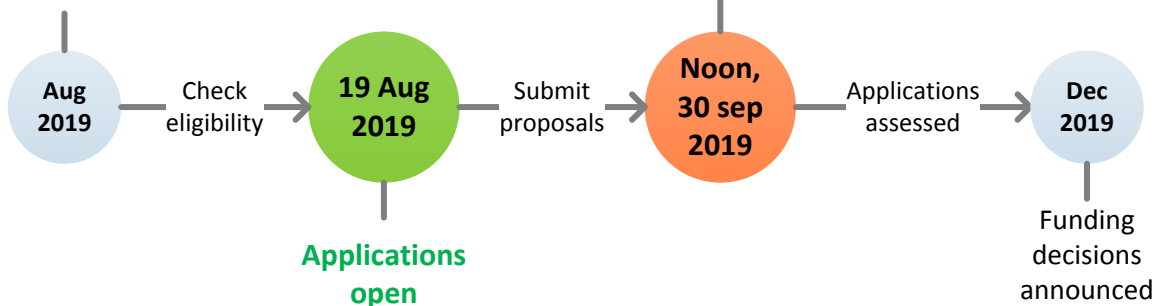 Aug
2019
Check
eligibility
19 Aug
2019
Applications
open
Submit
proposals
Noon,
30 sep
2019
Applications
assessed
Dec
2019
Funding
decisions
announced